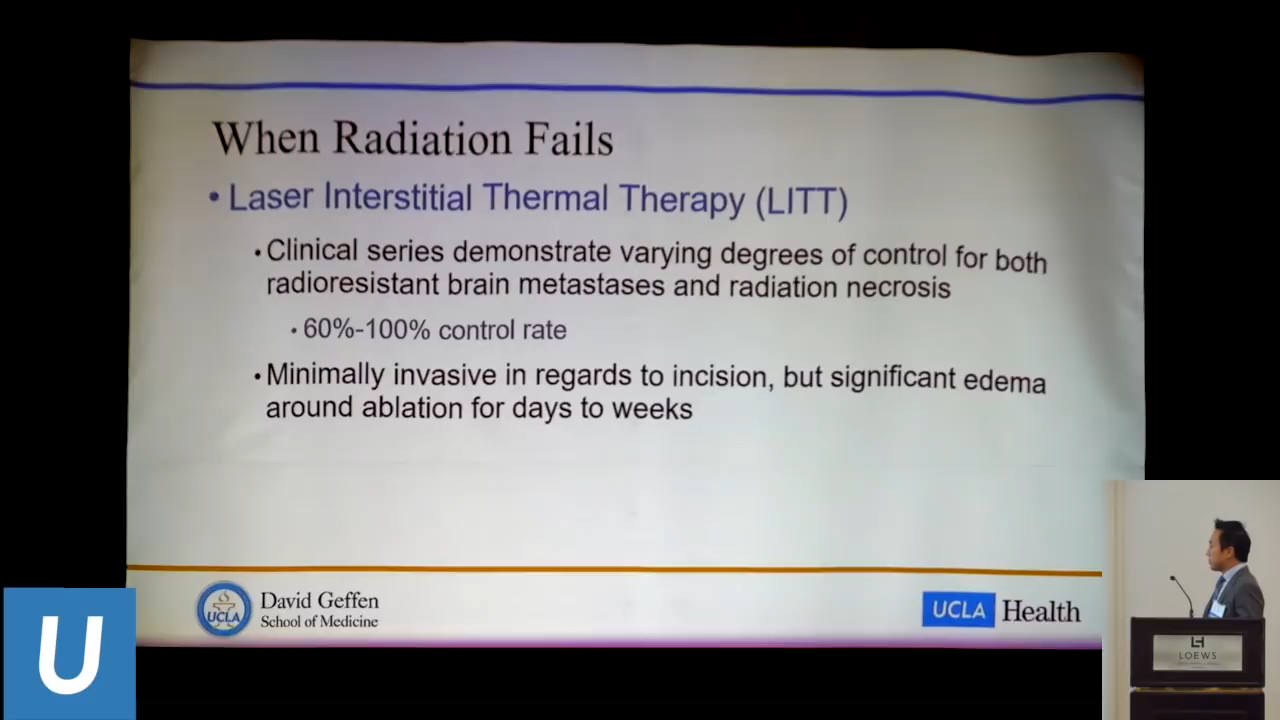 When Radiation Fails
• Laser Interstitial Thermal Therapy (LITT)
• Clinical series demonstrate varying degrees of control for both
radioresistant brain metastases and radiation necrosis
• 60%-100% control rate
• Minimally invasive in regards to incision, but significant edema
around ablation for days to weeks
UCLA
David Geffen
School of Medicine
UCLA Health
U
LOEWS